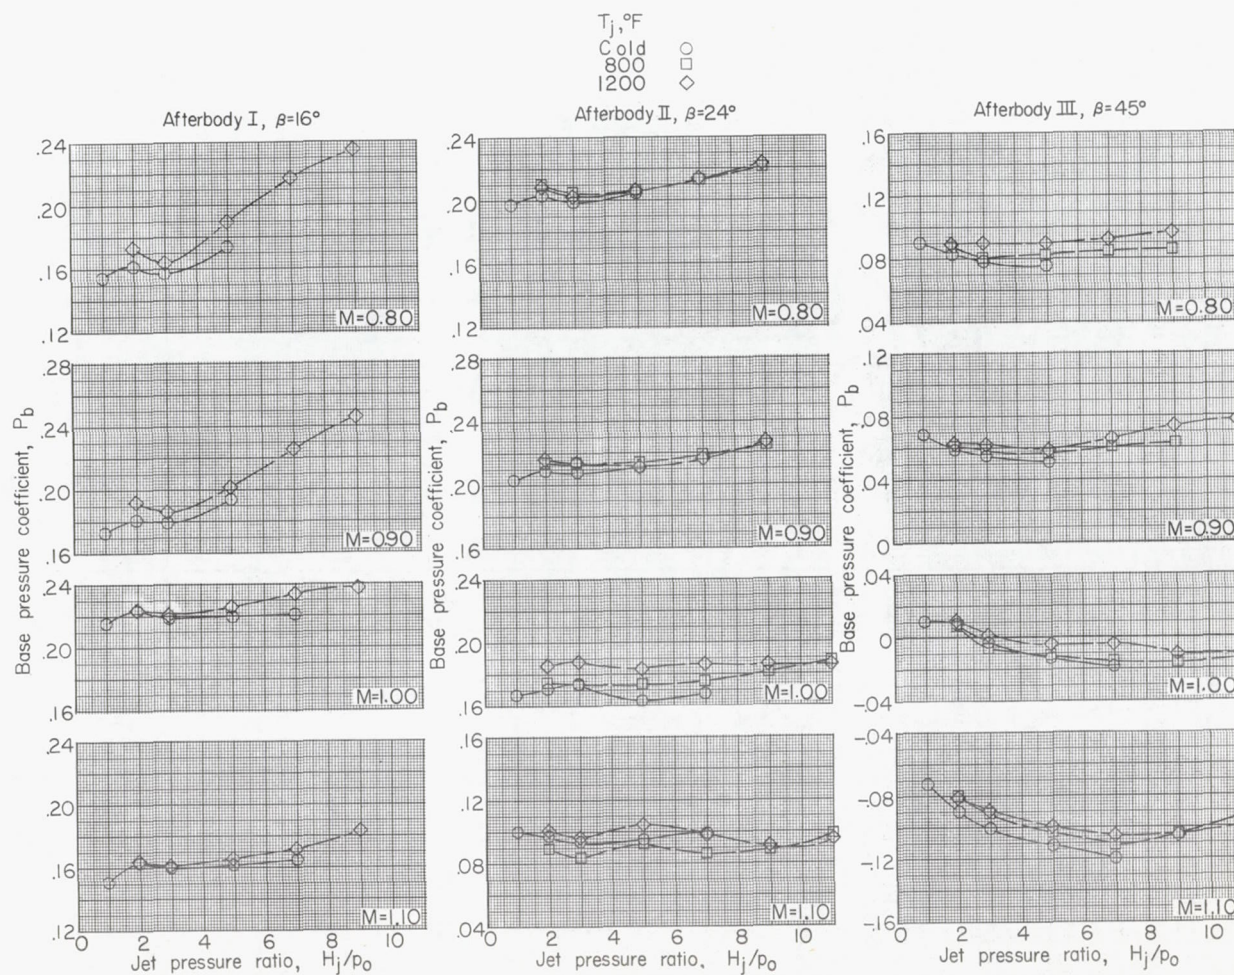 Tj,°F
Cold
800
1200
Afterbody I, β=16°
Afterbody II, β=24°
Afterbody III, β=45°
.24
.20
.16
.12
M=0.80
.24
.20
.16
.12
M=0.80
.16
.12
.08
.04
M=0.80
.28
.24
.20
.16
M=0.90
.28
.24
.20
.16
M=0.90
.12
.08
.04
0
M=0.90
.24
.20
.16
M=1.00
.24
.20
.16
M=1.00
.04
0
-.04
M=1.00
.24
.20
.16
.12
M=1.10
.16
.12
.08
.04
M=1.10
-.04
-.08
-.12
-.16
M=1.10
Base pressure coefficient, Pb
Base pressure coefficient, Pb
Base pressure coefficient, Pb
0 2 4 6 8 10
0 2 4 6 8 10
0 2 4 6 8 10
Jet pressure ratio, Hj/po
Jet pressure ratio, Hj/po
Jet pressure ratio, Hj/po